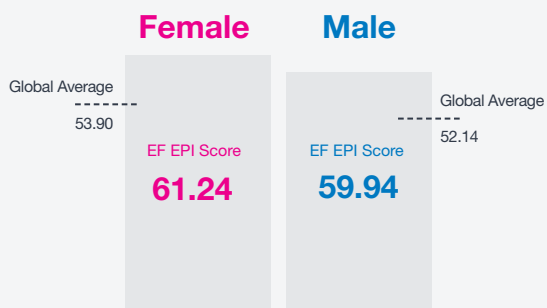 Female
Male
Global Average
53.90
EF EPI Score
61.24
EF EPI Score
59.94
Global Average
52.14